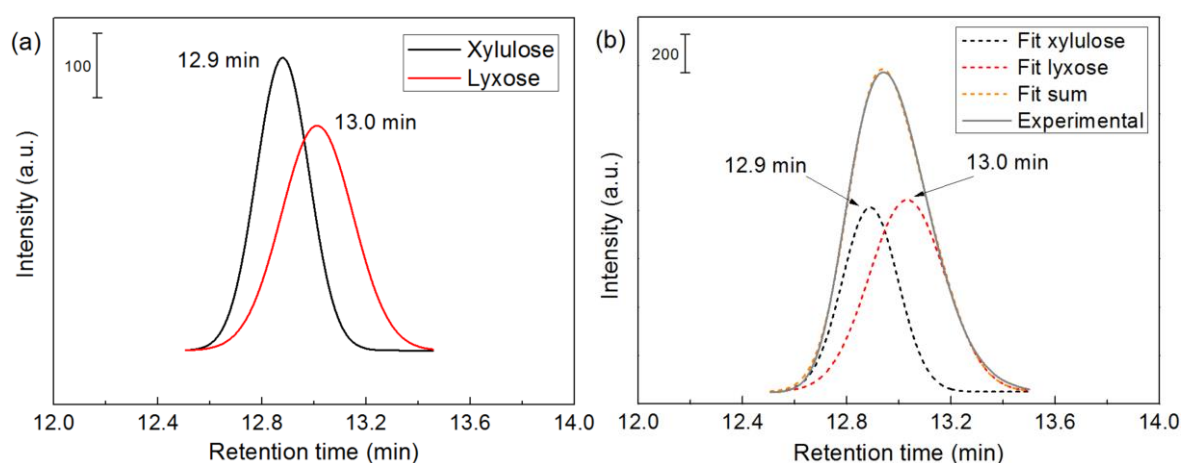 (a)
100
12.9 min
13.0 min
Xylulose
Lyxose
Intensity (a.u.)
12.0 12.4 12.8 13.2 13.6 14.0
Retention time (min)
(b)
200
12.9 min
13.0 min
Fit xylulose
Fit lyxose
Fit sum
Experimental
Intensity (a.u.)
12.0 12.4 12.8 13.2 13.6 14.0
Retention time (min)